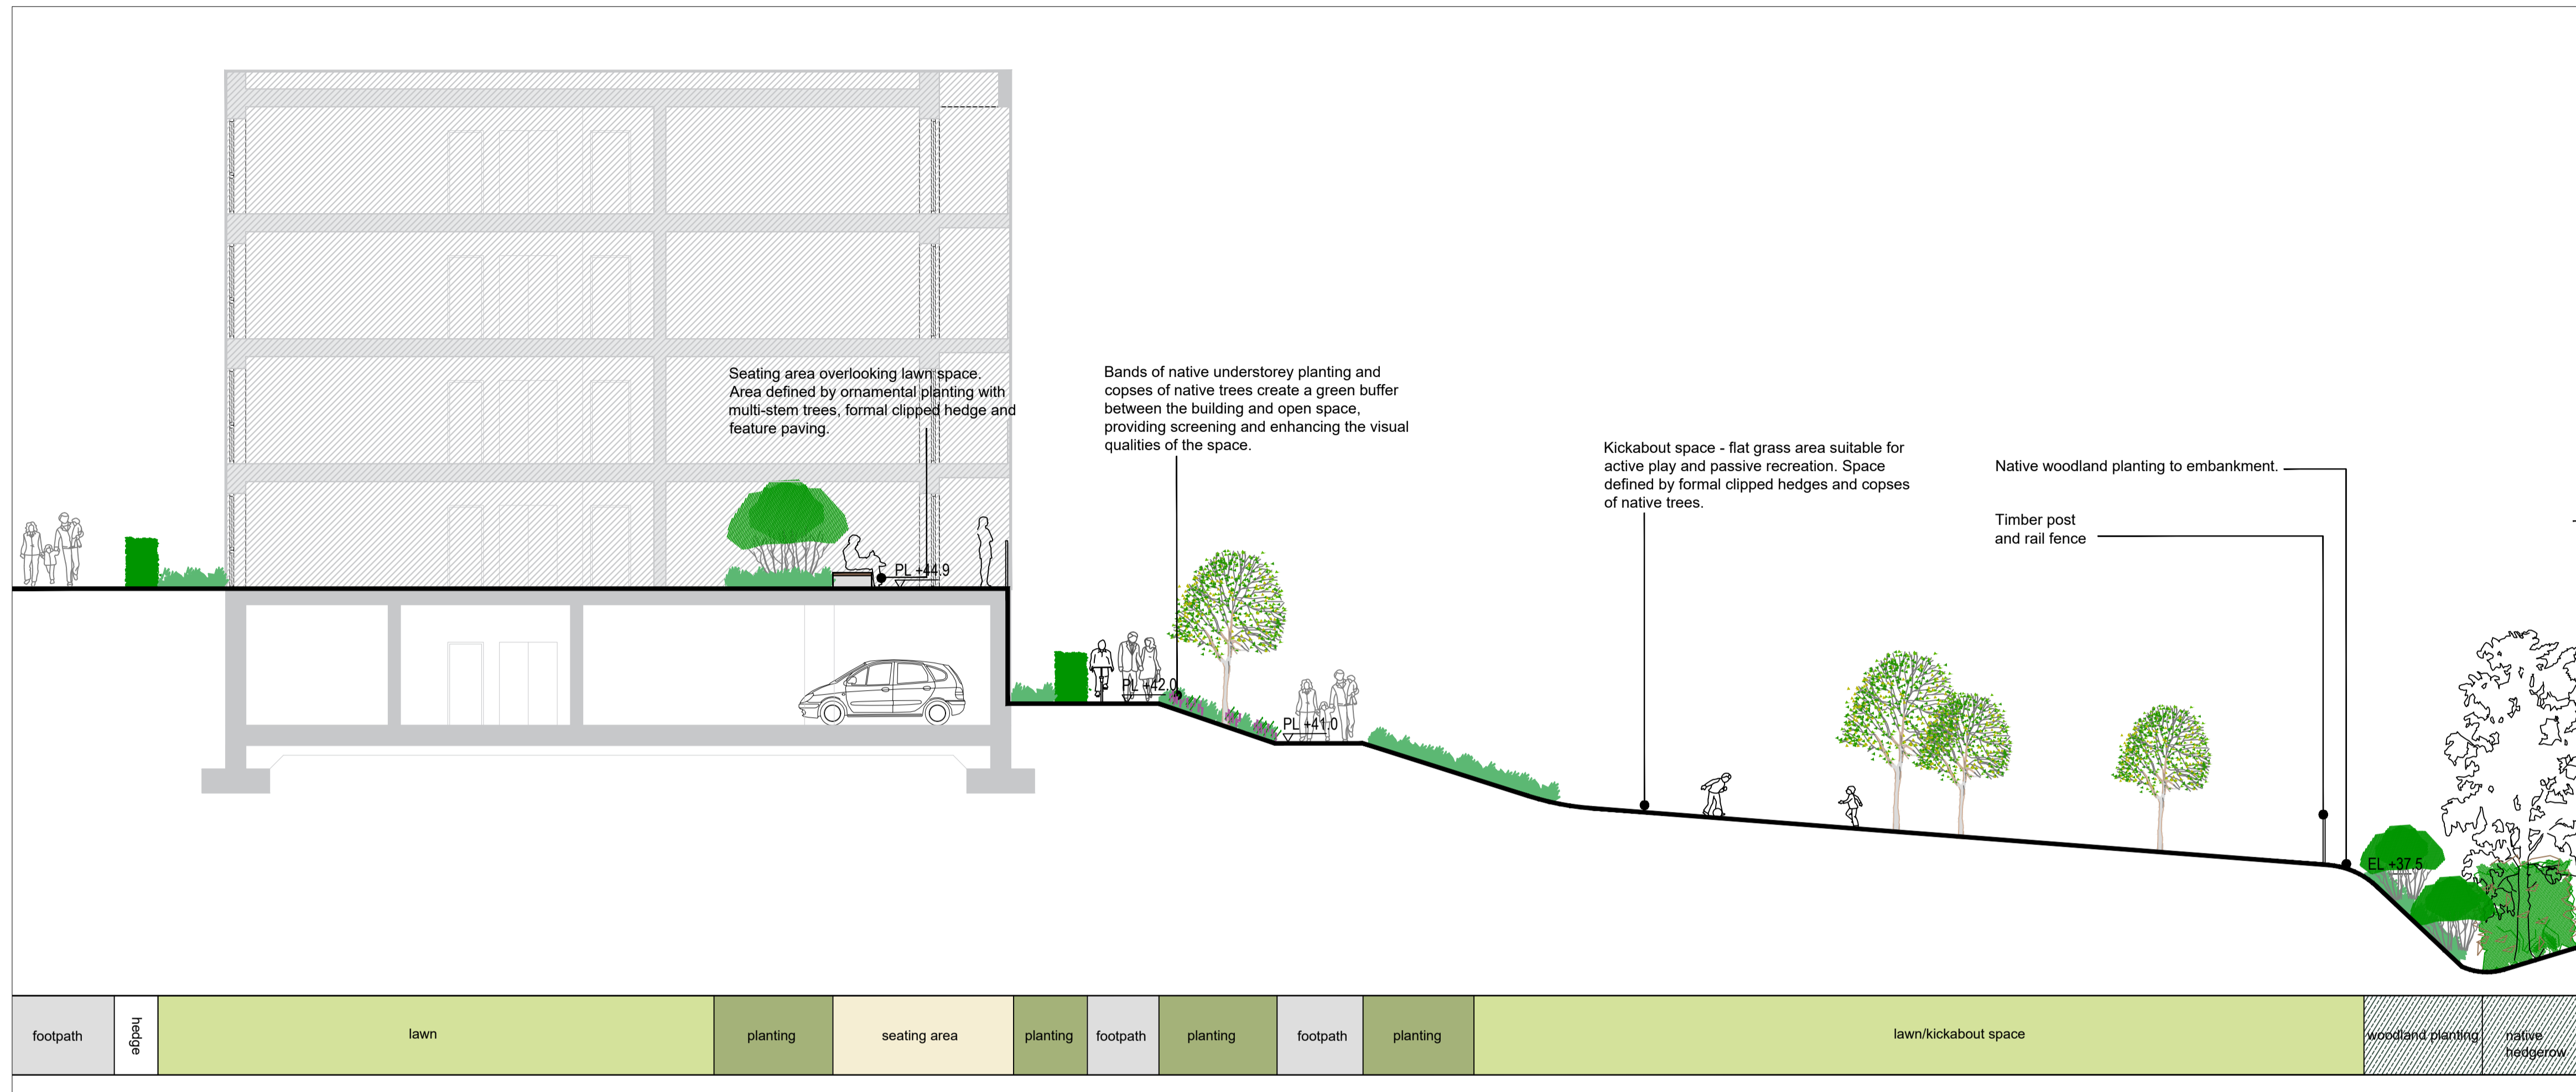 Seating area overlooking lawn space.
Area defined by ornamental planting with
multi-stem trees, formal clipped hedge and
feature paving.
Bands of native understorey planting and
copses of native trees create a green buffer
between the building and open space,
providing screening and enhancing the visual
qualities of the space.
Kickabout space - flat grass area suitable for
active play and passive recreation. Space
defined by formal clipped hedges and copses
of native trees.
Native woodland planting to embankment.
Timber post
and rail fence
PL +44.9
PL +42.0
PL +41.0
EL +37.5
footpath
hedge
lawn
planting
seating area
planting
footpath
planting
footpath
planting
lawn/kickabout space
woodland planting
native
hedgerow